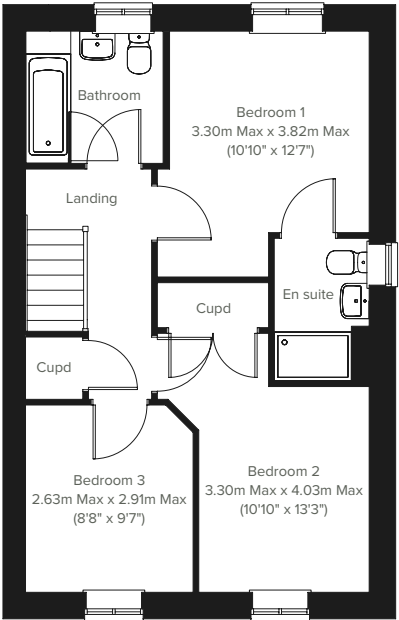 Bathroom
Bedroom 1
3.30m Max x 3.82m Max
(10'10" x 12'7")
Landing
En suite
Cupd
Cupd
Bedroom 3
2.63m Max x 2.91m Max
(8'8" x 9'7")
Bedroom 2
3.30m Max x 4.03m Max
(10'10" x 13'3")